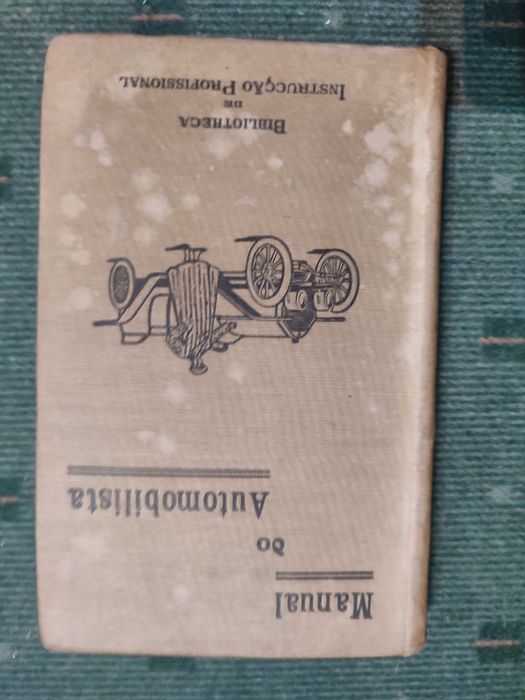 Manual
do
Automobilista
BIBLIOTHECA
DE
INSTRUCÇÃO PROFISSIONAL